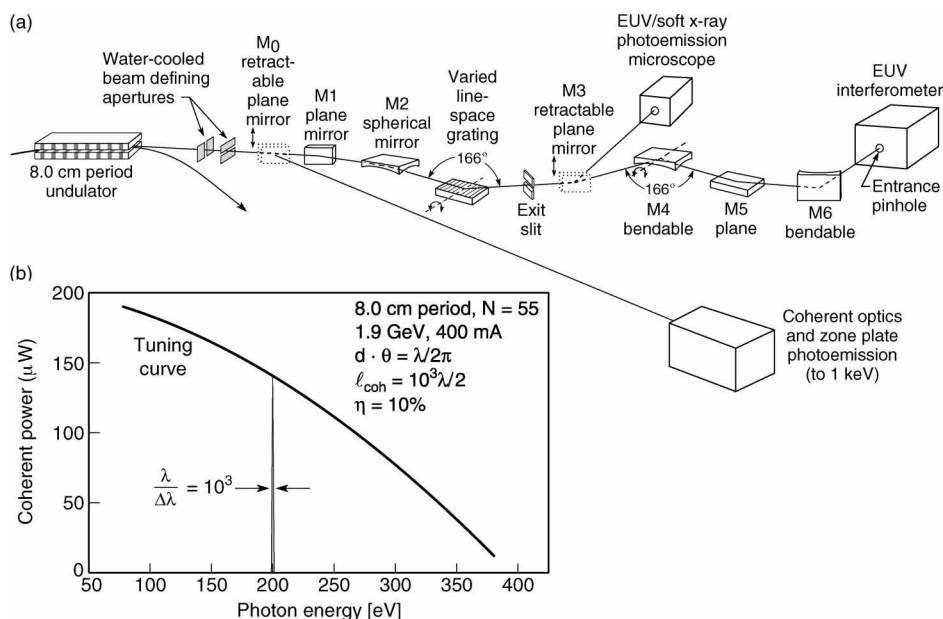 (a)
Water-cooled
beam defining
apertures
M0
retract-
able
plane
mirror
M1
plane
mirror
M2
spherical
mirror
Varied
line-
space
grating
166°
M3
retractable
plane
mirror
EUV/soft x-ray
photoemission
microscope
EUV
interferometer
8.0 cm period
undulator
Exit
slit
166°
M4
bendable
M5
plane
M6
bendable
Entrance
pinhole
Coherent optics
and zone plate
photoemission
(to 1 keV)
(b)
200
150
100
50
0
Coherent power (μW)
Tuning
curve
8.0 cm period, N = 55
1.9 GeV, 400 mA
d · θ = λ/2π
ℓcoh = 10³λ/2
η = 10%
λ/Δλ = 10³
50 100 150 200 250 300 350 400
Photon energy [eV]